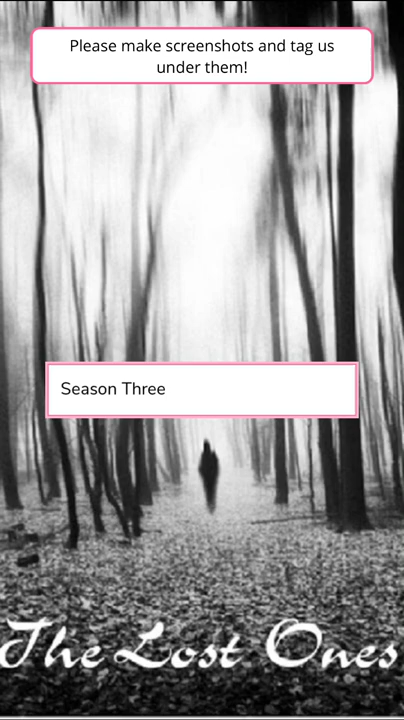 Please make screenshots and tag us
under them!
Season Three
The Lost Ones